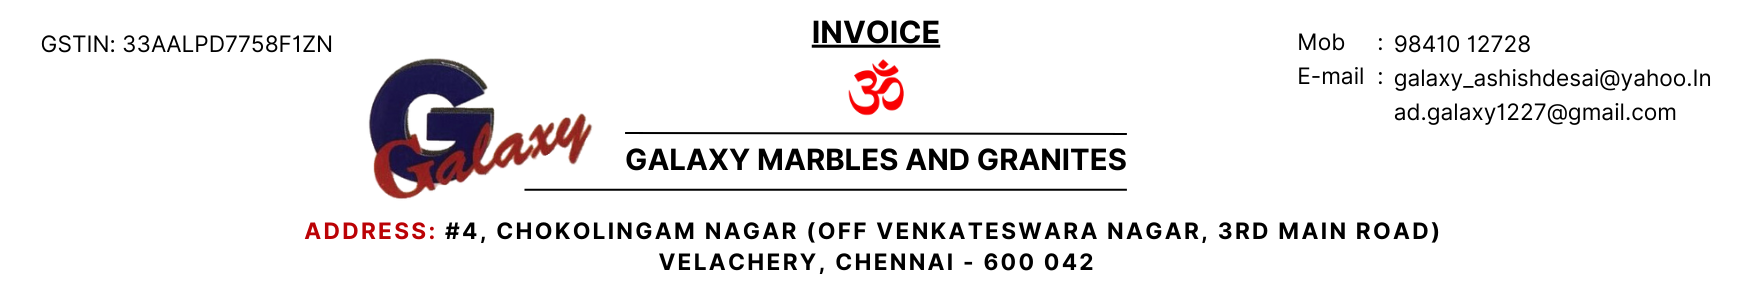 INVOICE
GSTIN: 33AALPD7758F1ZN
Mob : 98410 12728
E-mail : galaxy_ashishdesai@yahoo.In
ad.galaxy1227@gmail.com
ॐ
G
Galaxy
GALAXY MARBLES AND GRANITES
ADDRESS: #4, CHOKOLINGAM NAGAR (OFF VENKATESWARA NAGAR, 3RD MAIN ROAD)
VELACHERY, CHENNAI - 600 042